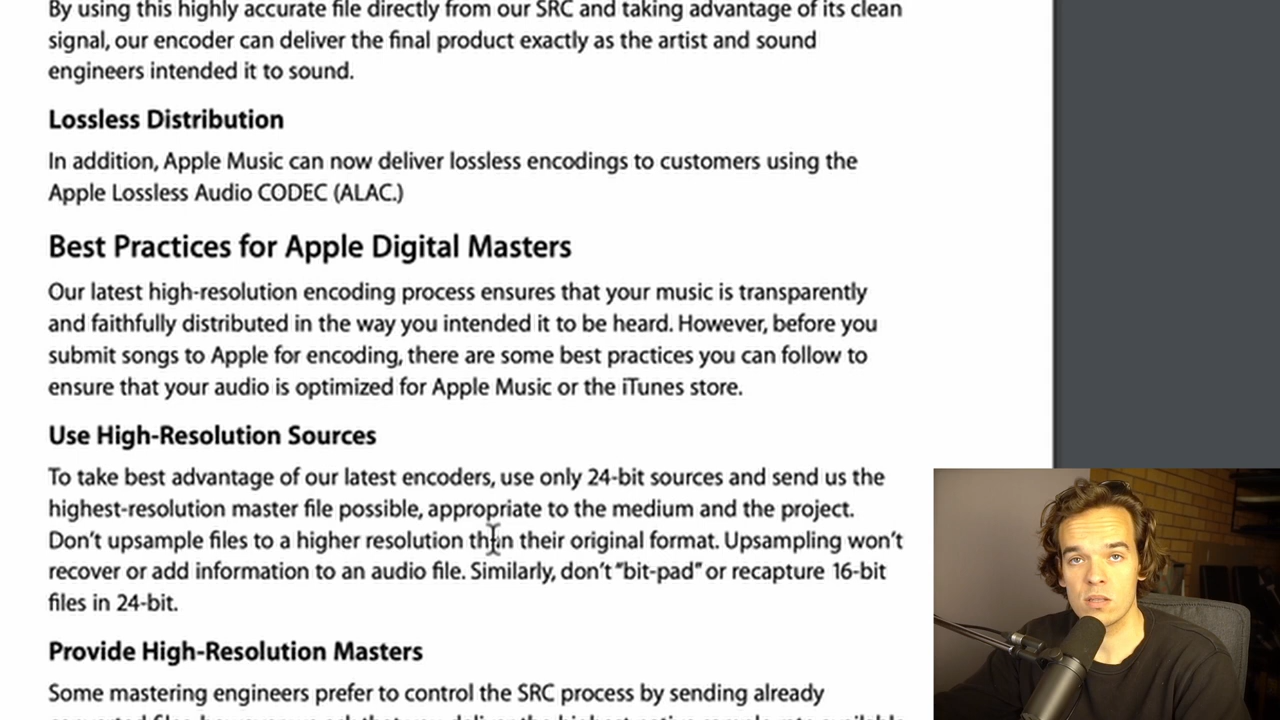 By using this highly accurate file directly from our SRC and taking advantage of its clean
signal, our encoder can deliver the final product exactly as the artist and sound
engineers intended it to sound.
Lossless Distribution
In addition, Apple Music can now deliver lossless encodings to customers using the
Apple Lossless Audio CODEC (ALAC.)
Best Practices for Apple Digital Masters
Our latest high-resolution encoding process ensures that your music is transparently
and faithfully distributed in the way you intended it to be heard. However, before you
submit songs to Apple for encoding, there are some best practices you can follow to
ensure that your audio is optimized for Apple Music or the iTunes store.
Use High-Resolution Sources
To take best advantage of our latest encoders, use only 24-bit sources and send us the
highest-resolution master file possible, appropriate to the medium and the project.
Don't upsample files to a higher resolution than their original format. Upsampling won't
recover or add information to an audio file. Similarly, don't "bit-pad" or recapture 16-bit
files in 24-bit.
Provide High-Resolution Masters
Some mastering engineers prefer to control the SRC process by sending already